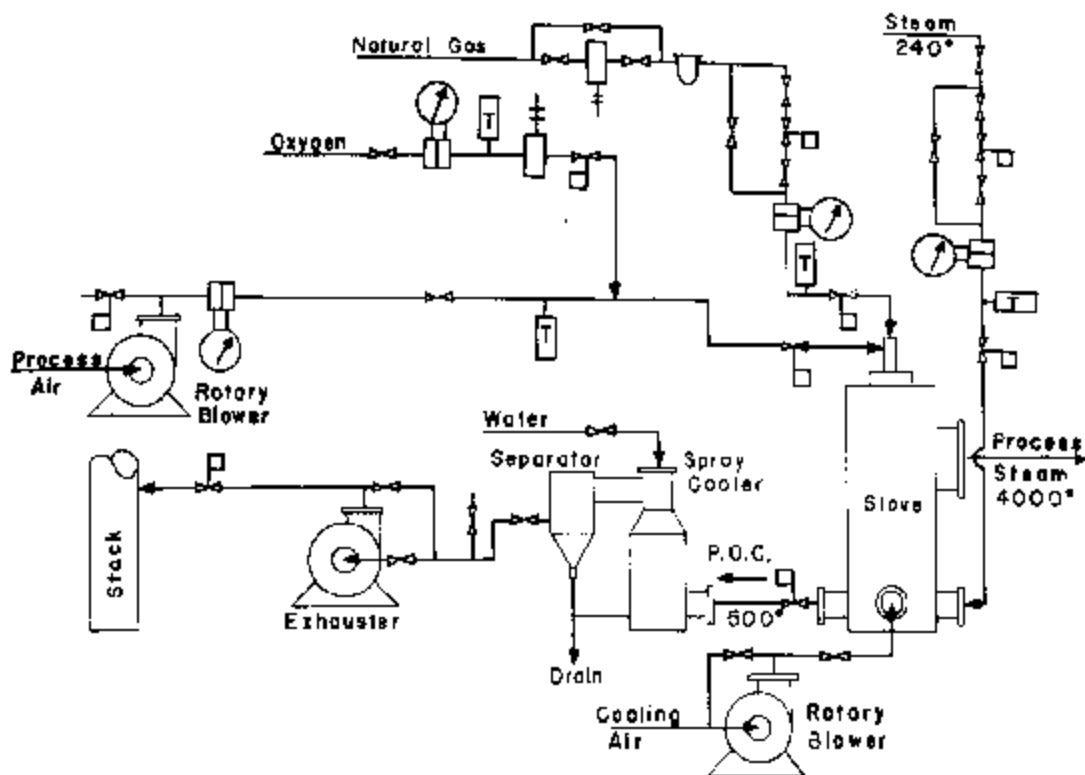 Steam
240°
Natural Gas
T
Oxygen
T
T
T
Process
Air
Rotary
Blower
Water
Separator
Spray
Cooler
Process
Steam
4000°
Stove
Stack
P.O.C.
500°
Exhauster
Drain
Cooling
Air
Rotary
Blower